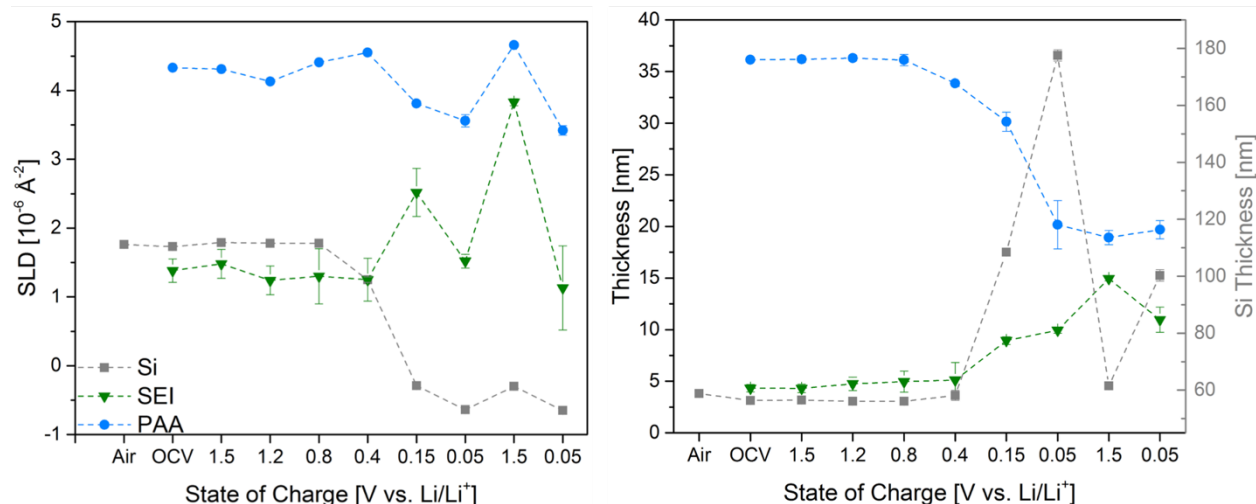 5
4
3
2
1
0
-1
SLD [10⁻⁶ Å⁻²]
Si
SEI
PAA
Air OCV 1.5 1.2 0.8 0.4 0.15 0.05 1.5 0.05
State of Charge [V vs. Li/Li⁺]
40
35
30
25
20
15
10
5
0
Thickness [nm]
180
160
140
120
100
80
60
Si Thickness [nm]
Air OCV 1.5 1.2 0.8 0.4 0.15 0.05 1.5 0.05
State of Charge [V vs. Li/Li⁺]